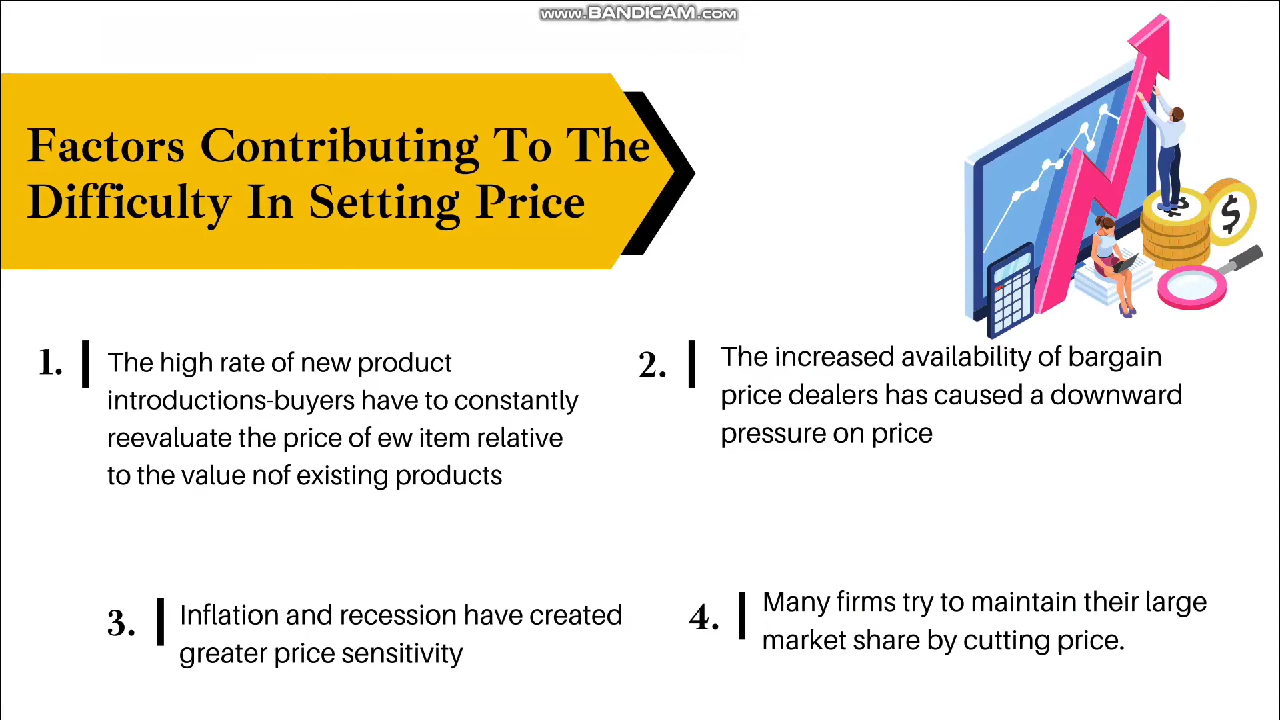 www.BANDICAM.com
Factors Contributing To The
Difficulty In Setting Price
1.
The high rate of new product
introductions-buyers have to constantly
reevaluate the price of ew item relative
to the value nof existing products
2.
The increased availability of bargain
price dealers has caused a downward
pressure on price
3.
Inflation and recession have created
greater price sensitivity
4.
Many firms try to maintain their large
market share by cutting price.
$
$